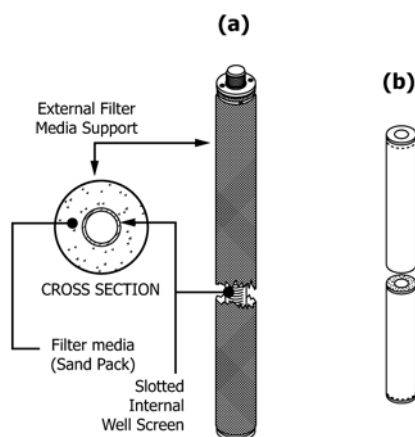 (a)
(b)
External Filter
Media Support
CROSS SECTION
Filter media
(Sand Pack)
Slotted
Internal
Well Screen